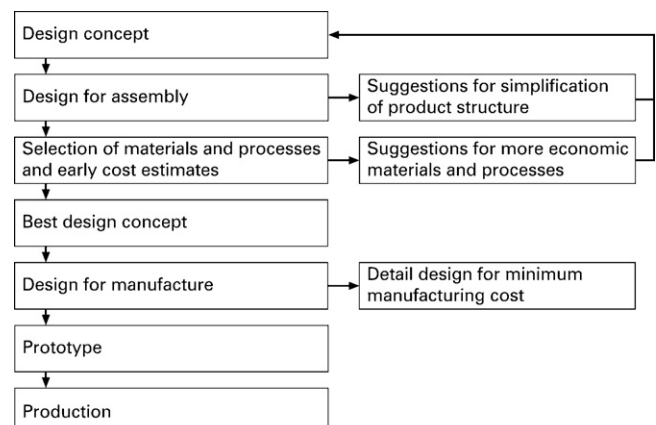 Design concept
Design for assembly
Suggestions for simplification
of product structure
Selection of materials and processes
and early cost estimates
Suggestions for more economic
materials and processes
Best design concept
Design for manufacture
Detail design for minimum
manufacturing cost
Prototype
Production